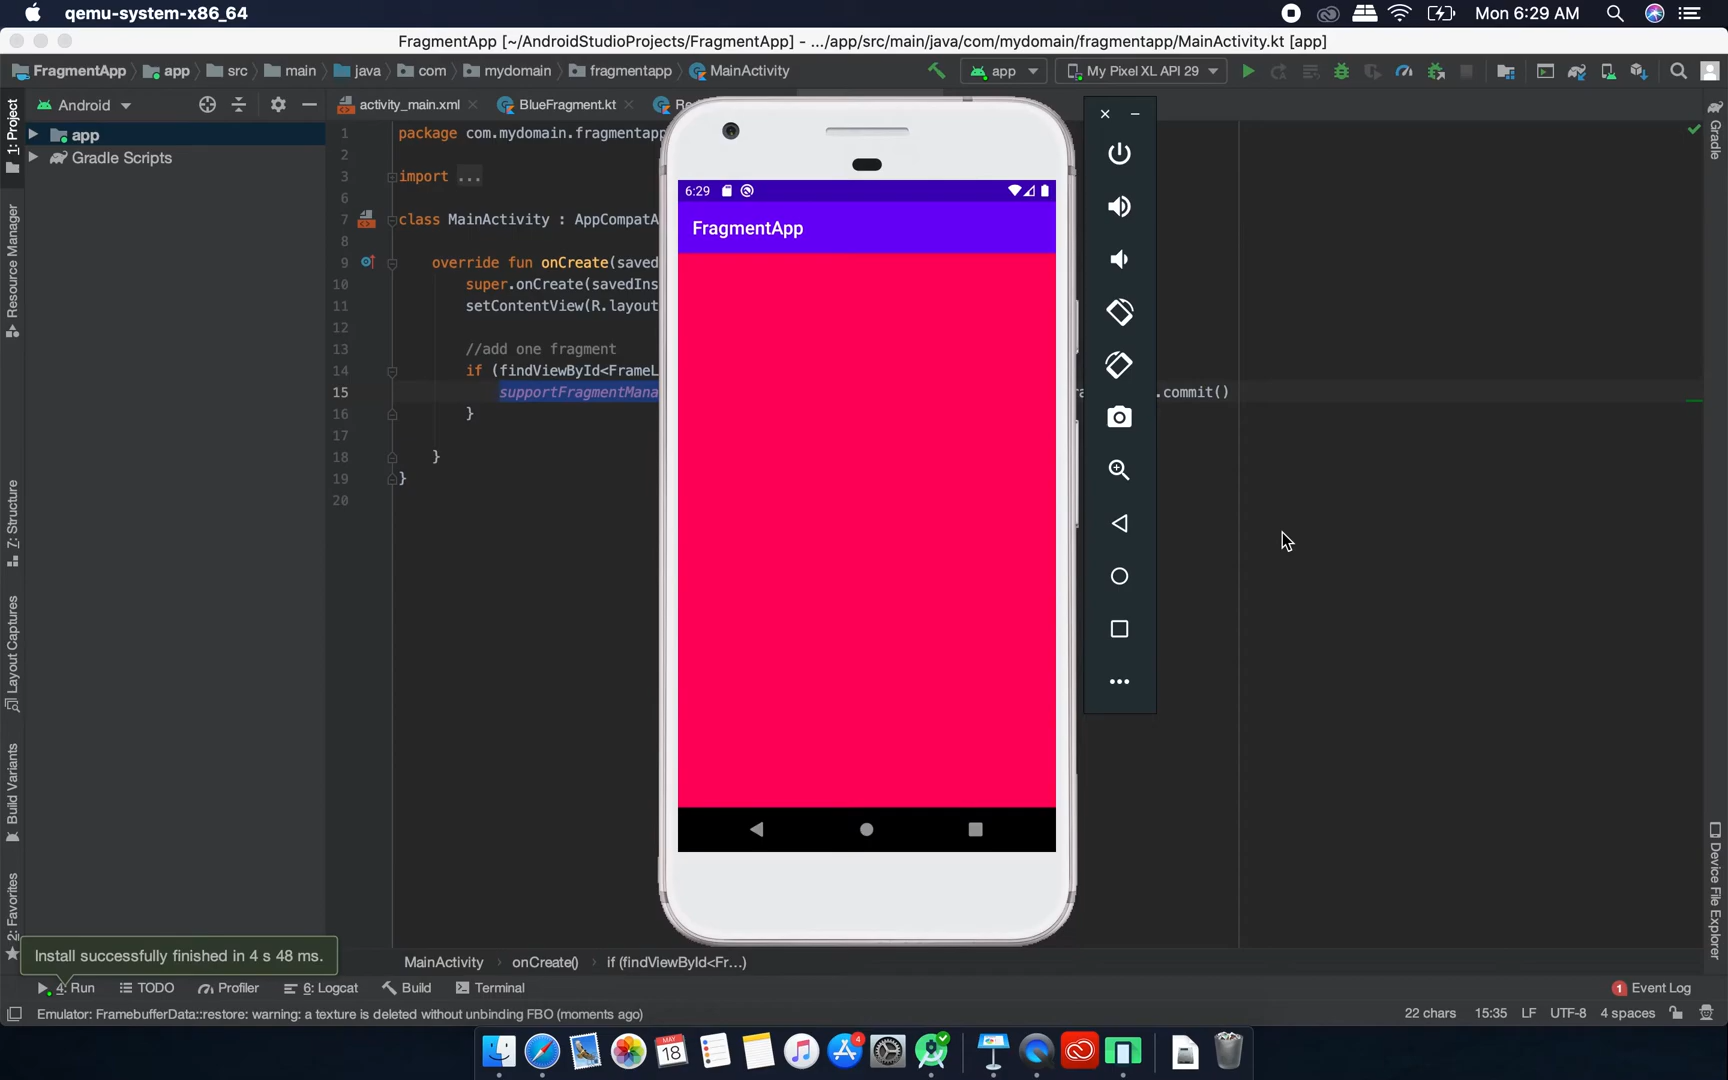 qemu-system-x86_64 Mon 6:29 AM
FragmentApp [~/AndroidStudioProjects/FragmentApp] - .../app/src/main/java/com/mydomain/fragmentapp/MainActivity.kt [app]
FragmentApp app src main java com mydomain fragmentapp MainActivity app My Pixel XL API 29
Android activity_main.xml BlueFragment.kt
app
Gradle Scripts
1: Project
Resource Manager
7: Structure
Layout Captures
Build Variants
2: Favorites
1 package com.mydomain.fragmentapp
2
3 import ...
6
7 class MainActivity : AppCompatA
8
9 override fun onCreate(saved
10 super.onCreate(savedIns
11 setContentView(R.layout
12
13 //add one fragment
14 if (findViewById<FrameL
15 supportFragmentMana .commit()
16 }
17
18 }
19 }
20
6:29
FragmentApp
Gradle
Device File Explorer
Install successfully finished in 4 s 48 ms.
MainActivity onCreate() if (findViewById<Fr...)
4: Run TODO Profiler 6: Logcat Build Terminal 1 Event Log
Emulator: FramebufferData::restore: warning: a texture is deleted without unbinding FBO (moments ago) 22 chars 15:35 LF UTF-8 4 spaces
MAY
18
4